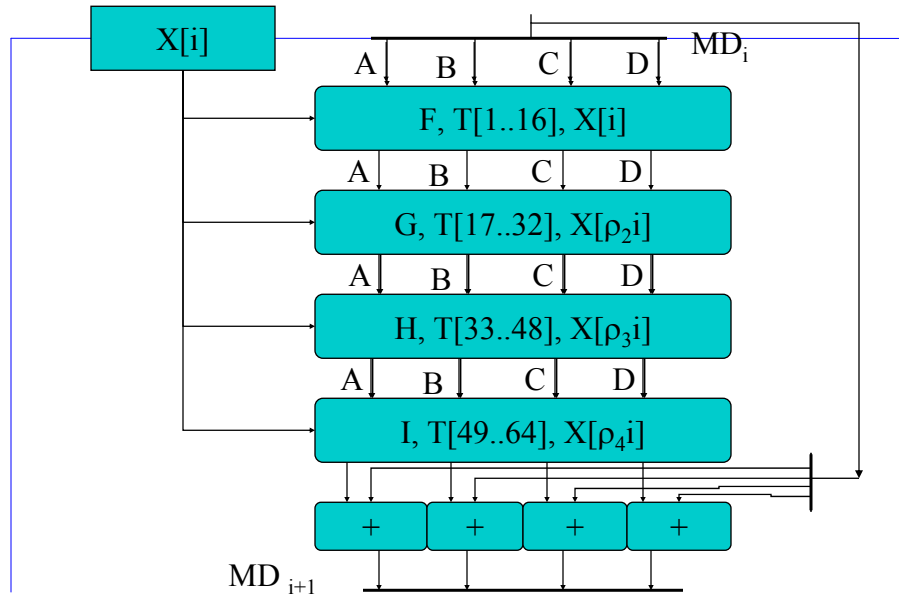 X[i]
MDᵢ
A B C D
F, T[1..16], X[i]
A B C D
G, T[17..32], X[ρ₂i]
A B C D
H, T[33..48], X[ρ₃i]
A B C D
I, T[49..64], X[ρ₄i]
+ + + +
MD ᵢ₊₁